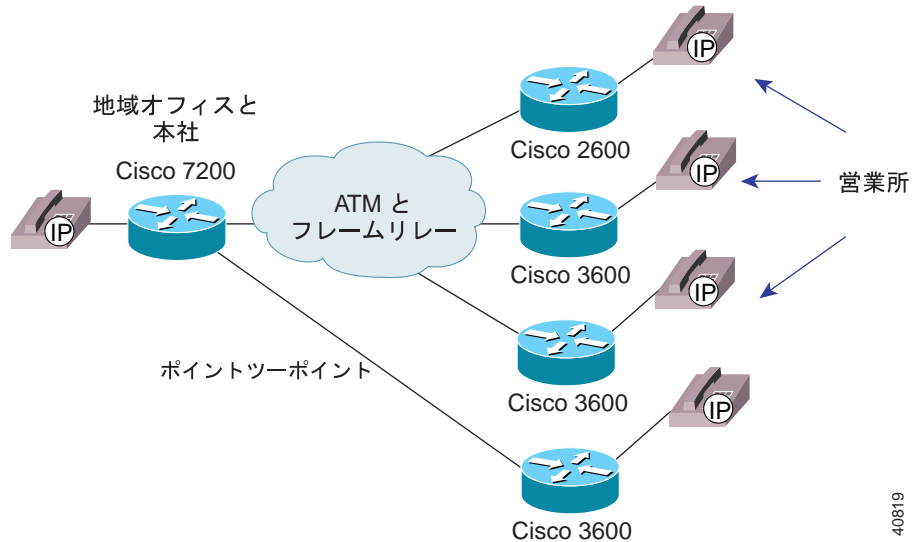 地域オフィスと
本社
Cisco 7200
IP
ATM と
フレームリレー
ポイントツーポイント
IP
Cisco 2600
IP
Cisco 3600
IP
Cisco 3600
IP
Cisco 3600
営業所
40819